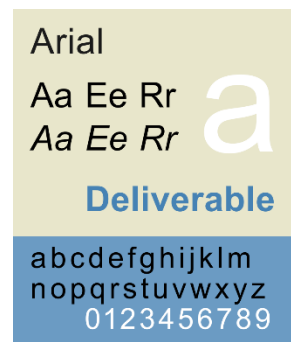 Arial
Aa Ee Rr
a
Aa Ee Rr
Deliverable
abcdefghijklm
nopqrstuvwxyz
0123456789